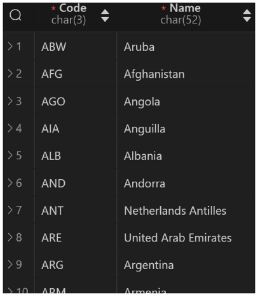 * Code * Name
char(3) char(52)
> 1 ABW Aruba
> 2 AFG Afghanistan
> 3 AGO Angola
> 4 AIA Anguilla
> 5 ALB Albania
> 6 AND Andorra
> 7 ANT Netherlands Antilles
> 8 ARE United Arab Emirates
> 9 ARG Argentina
> 10 ARM Armenia